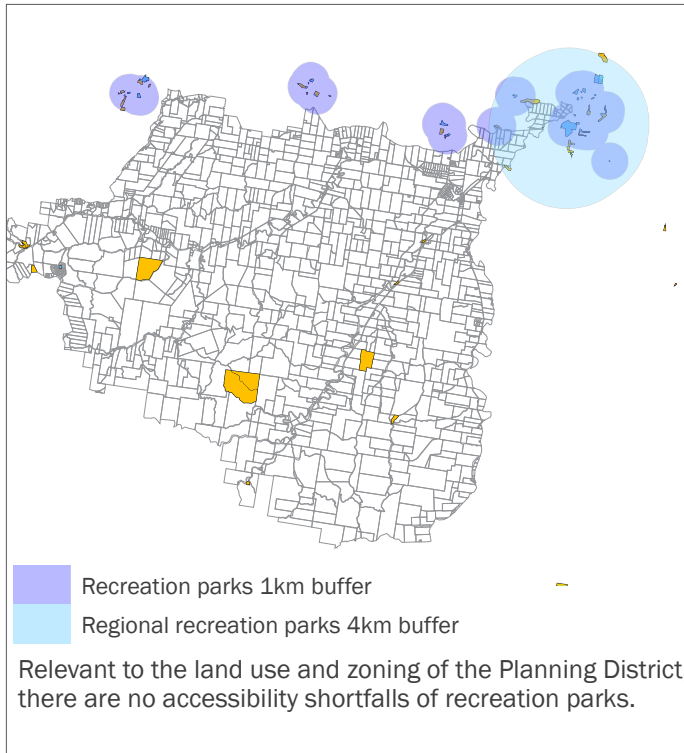 Recreation parks 1km buffer
Regional recreation parks 4km buffer
Relevant to the land use and zoning of the Planning District
there are no accessibility shortfalls of recreation parks.